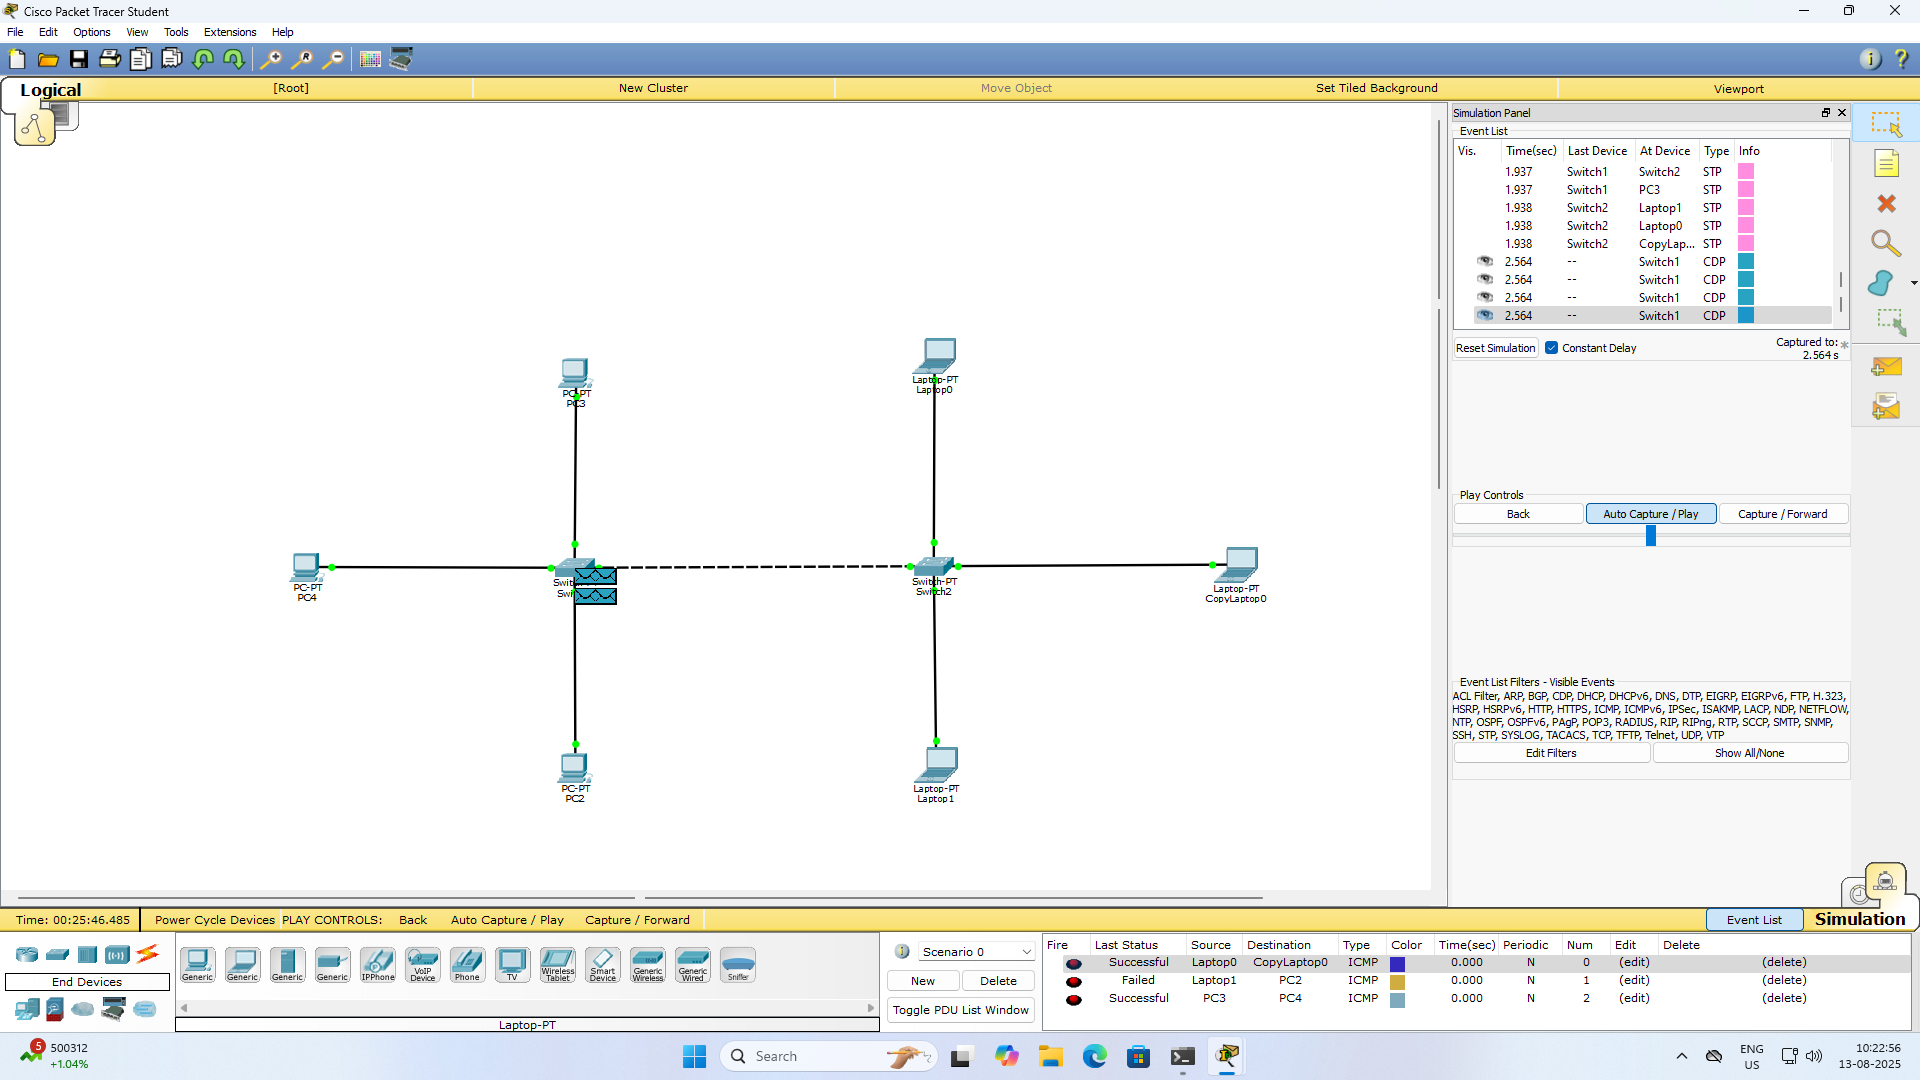 Cisco Packet Tracer Student
File Edit Options View Tools Extensions Help
Logical [Root] New Cluster Move Object Set Tiled Background Viewport
Simulation Panel
Event List
Vis. Time(sec) Last Device At Device Type Info
1.937 Switch1 Switch2 STP
1.937 Switch1 PC3 STP
1.938 Switch2 Laptop1 STP
1.938 Switch2 Laptop0 STP
1.938 Switch2 CopyLap... STP
2.564 -- Switch1 CDP
2.564 -- Switch1 CDP
2.564 -- Switch1 CDP
2.564 -- Switch1 CDP
Reset Simulation Constant Delay Captured to: *
2.564 s
PC-PT
PC3
Laptop-PT
Laptop0
PC-PT
PC4
Switch-PT
Switch2
Laptop-PT
CopyLaptop0
PC-PT
PC2
Laptop-PT
Laptop1
Play Controls
Back Auto Capture / Play Capture / Forward
Event List Filters - Visible Events
ACL Filter, ARP, BGP, CDP, DHCP, DHCPv6, DNS, DTP, EIGRP, EIGRPv6, FTP, H.323,
HSRP, HSRPv6, HTTP, HTTPS, ICMP, ICMPv6, IPSec, ISAKMP, LACP, NDP, NETFLOW,
NTP, OSPF, OSPFv6, PAgP, POP3, RADIUS, RIP, RIPng, RTP, SCCP, SMTP, SNMP,
SSH, STP, SYSLOG, TACACS, TCP, TFTP, Telnet, UDP, VTP
Edit Filters Show All/None
Time: 00:25:46.485 Power Cycle Devices PLAY CONTROLS: Back Auto Capture / Play Capture / Forward Event List Simulation
End Devices
Generic Generic Generic Generic IPPhone VoIP Device Phone TV Wireless Tablet Smart Device Generic Wireless Generic Wired Sniffer
Laptop-PT
Scenario 0
New Delete
Toggle PDU List Window
Fire Last Status Source Destination Type Color Time(sec) Periodic Num Edit Delete
Successful Laptop0 CopyLaptop0 ICMP 0.000 N 0 (edit) (delete)
Failed Laptop1 PC2 ICMP 0.000 N 1 (edit) (delete)
Successful PC3 PC4 ICMP 0.000 N 2 (edit) (delete)
5
500312
+1.04%
Search
ENG
US
10:22:56
13-08-2025